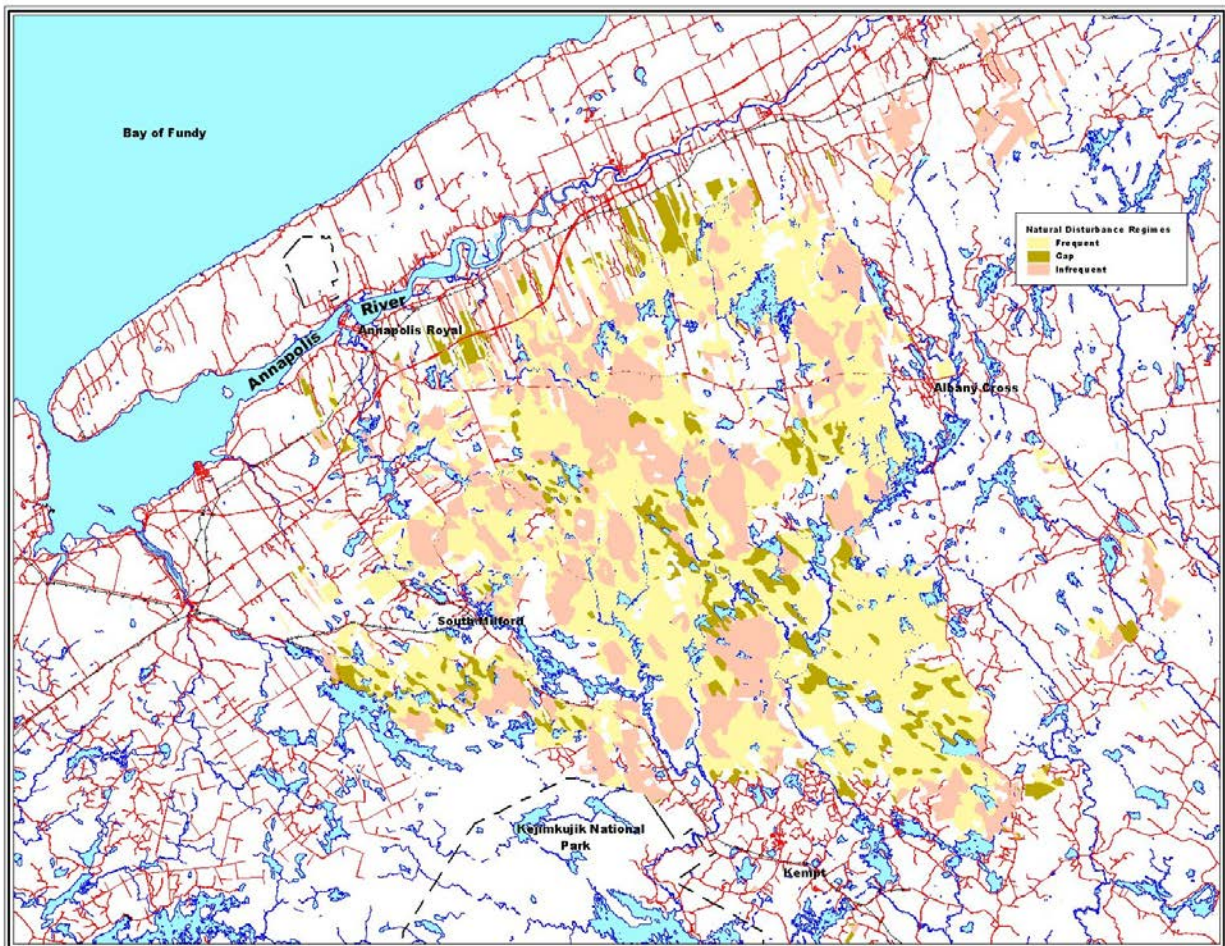 Bay of Fundy
Natural Disturbance Regimes
Frequent
Gap
Infrequent
Annapolis River
Annapolis Royal
Albany Cross
South Milford
Kejimkujik National
Park
Kempt